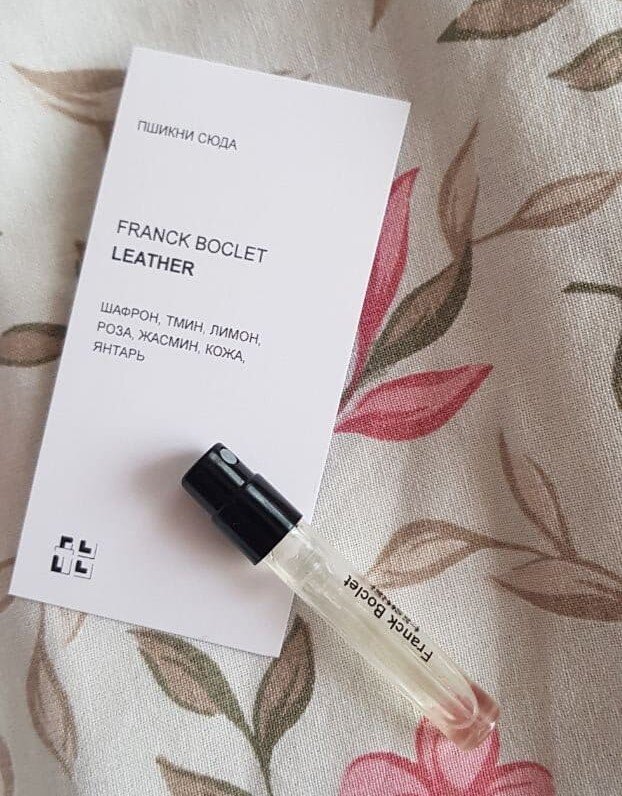 ПШИКНИ СЮДА
FRANCK BOCLET
LEATHER
ШАФРОН, ТМИН, ЛИМОН,
РОЗА, ЖАСМИН, КОЖА,
ЯНТАРЬ
Franck Boclet